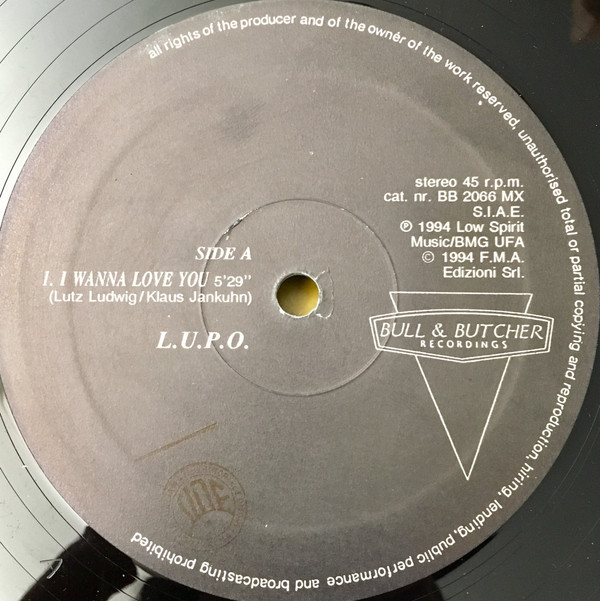 all rights of the producer and of the owner of the work reserved, unauthorised total or partial copying and reproduction, hiring, lending, public performance and broadcasting prohibited
stereo 45 r.p.m.
cat. nr. BB 2066 MX
S.I.A.E.
℗ 1994 Low Spirit
Music/BMG UFA
© 1994 F.M.A.
Edizioni Srl.
SIDE A
1. I WANNA LOVE YOU 5'29"
(Lutz Ludwig/Klaus Jankuhn)
L.U.P.O.
BULL & BUTCHER
RECORDINGS